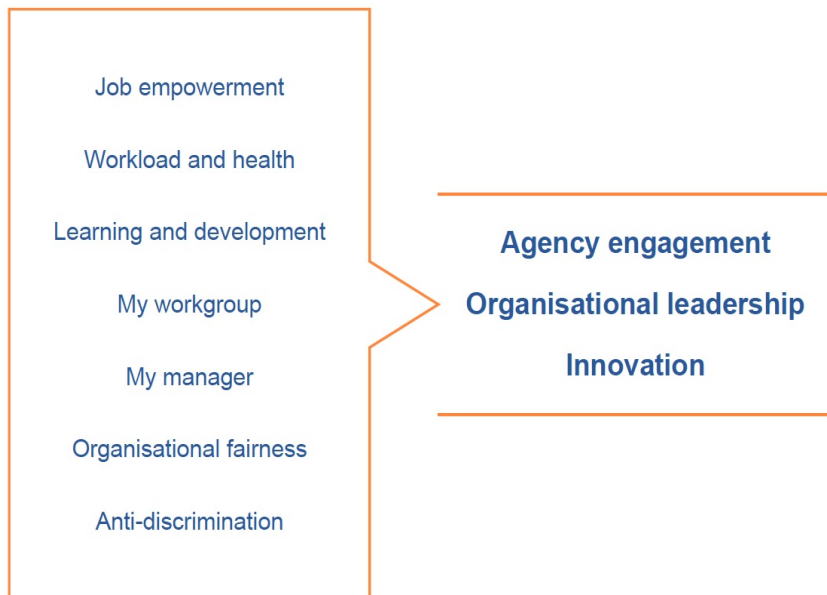 Job empowerment
Workload and health
Learning and development
My workgroup
My manager
Organisational fairness
Anti-discrimination
Agency engagement
Organisational leadership
Innovation